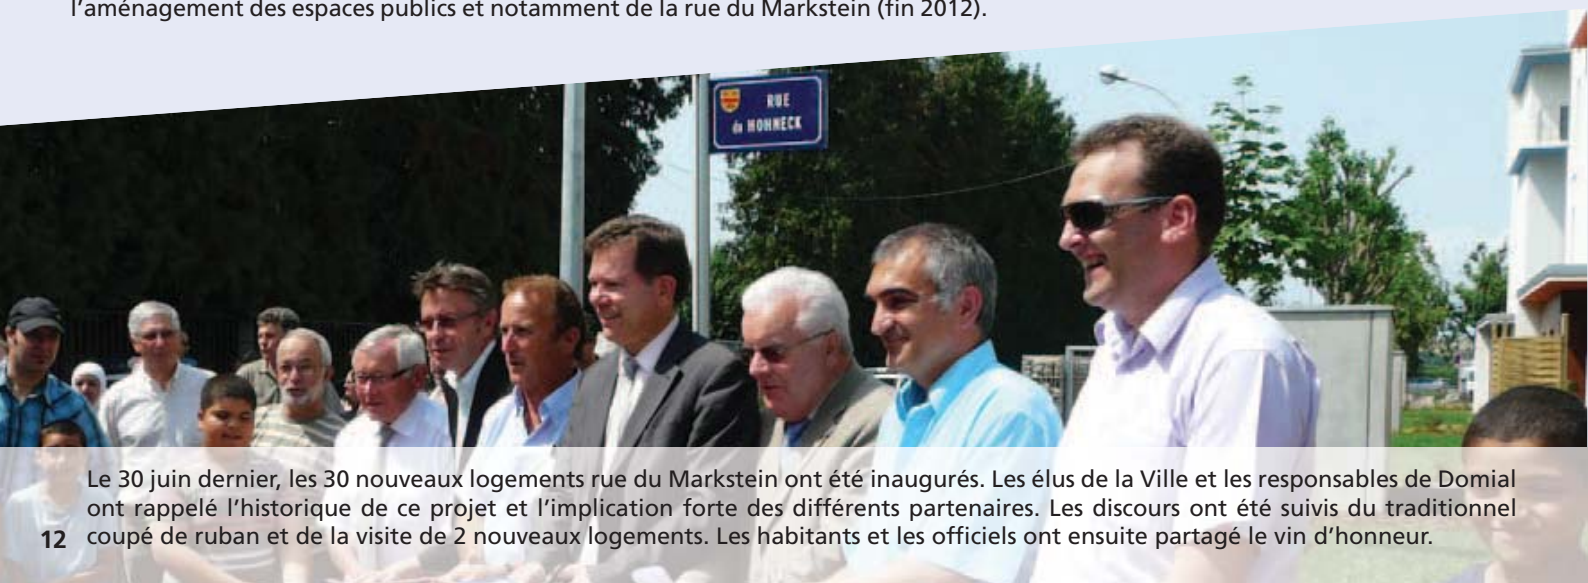 l’aménagement des espaces publics et notamment de la rue du Markstein (fin 2012).
RUE
du HOHNECK
Le 30 juin dernier, les 30 nouveaux logements rue du Markstein ont été inaugurés. Les élus de la Ville et les responsables de Domial
ont rappelé l’historique de ce projet et l’implication forte des différents partenaires. Les discours ont été suivis du traditionnel
12 coupé de ruban et de la visite de 2 nouveaux logements. Les habitants et les officiels ont ensuite partagé le vin d’honneur.